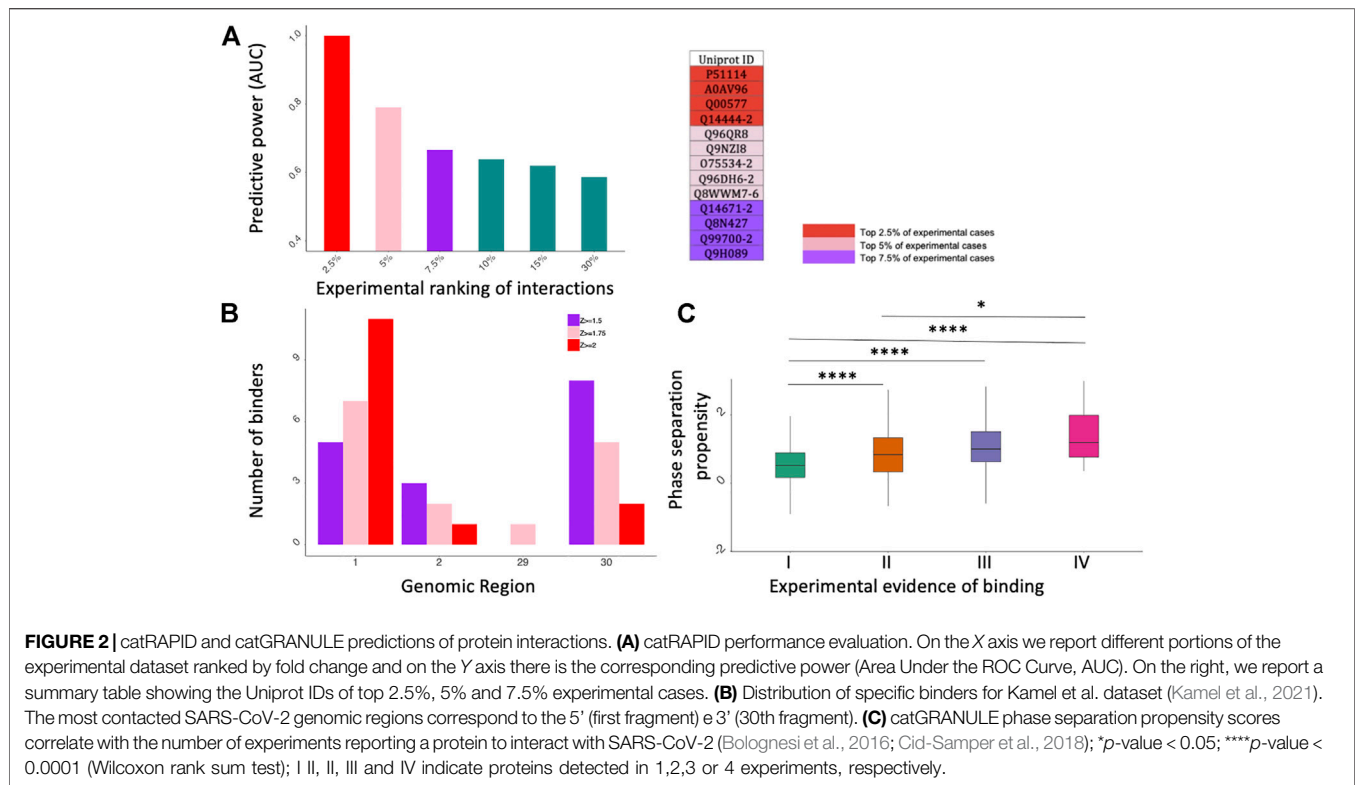 A
Predictive power (AUC)
1.0
0.8
0.6
0.4
2.5%
5%
7.5%
10%
15%
30%
Experimental ranking of interactions
Uniprot ID
P51114
A0AV96
Q00577
Q14444-2
Q96QR8
Q9NZI8
O75534-2
Q96DH6-2
Q8WWM7-6
Q14671-2
Q8N427
Q99700-2
Q9H089
Top 2.5% of experimental cases
Top 5% of experimental cases
Top 7.5% of experimental cases
B
Number of binders
9
6
3
0
Z>=1.5
Z>=1.75
Z>=2
1
2
29
30
Genomic Region
C
*
****
****
****
Phase separation
propensity
2
0
-2
I
II
III
IV
Experimental evidence of binding
FIGURE 2 | catRAPID and catGRANULE predictions of protein interactions. (A) catRAPID performance evaluation. On the X axis we report different portions of the
experimental dataset ranked by fold change and on the Y axis there is the corresponding predictive power (Area Under the ROC Curve, AUC). On the right, we report a
summary table showing the Uniprot IDs of top 2.5%, 5% and 7.5% experimental cases. (B) Distribution of specific binders for Kamel et al. dataset (Kamel et al., 2021).
The most contacted SARS-CoV-2 genomic regions correspond to the 5’ (first fragment) e 3’ (30th fragment). (C) catGRANULE phase separation propensity scores
correlate with the number of experiments reporting a protein to interact with SARS-CoV-2 (Bolognesi et al., 2016; Cid-Samper et al., 2018); *p-value < 0.05; ****p-value <
0.0001 (Wilcoxon rank sum test); I II, II, III and IV indicate proteins detected in 1,2,3 or 4 experiments, respectively.